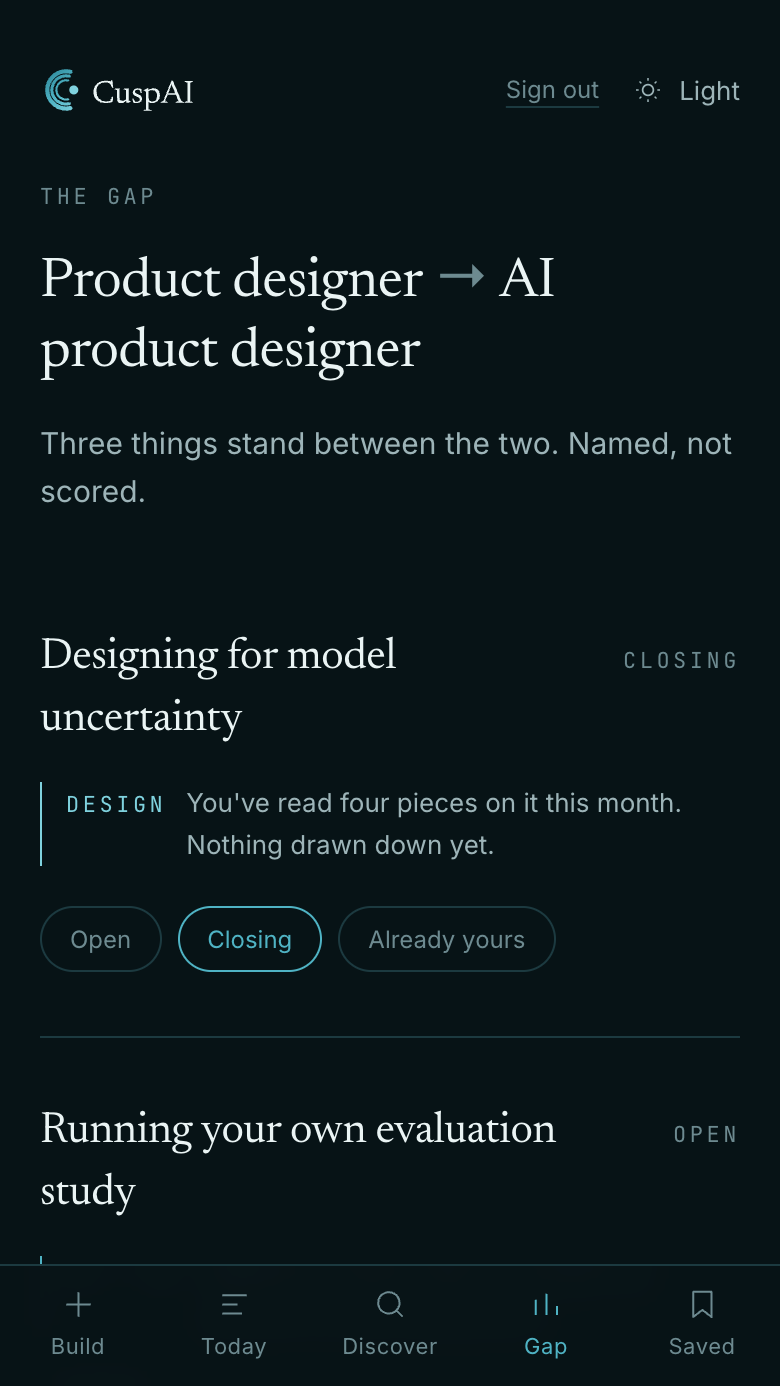 CuspAI
Sign out
Light
THE GAP
Product designer → AI
product designer
Three things stand between the two. Named, not
scored.
Designing for model
uncertainty
CLOSING
DESIGN
You've read four pieces on it this month.
Nothing drawn down yet.
Open
Closing
Already yours
Running your own evaluation
study
OPEN
Build
Today
Discover
Gap
Saved